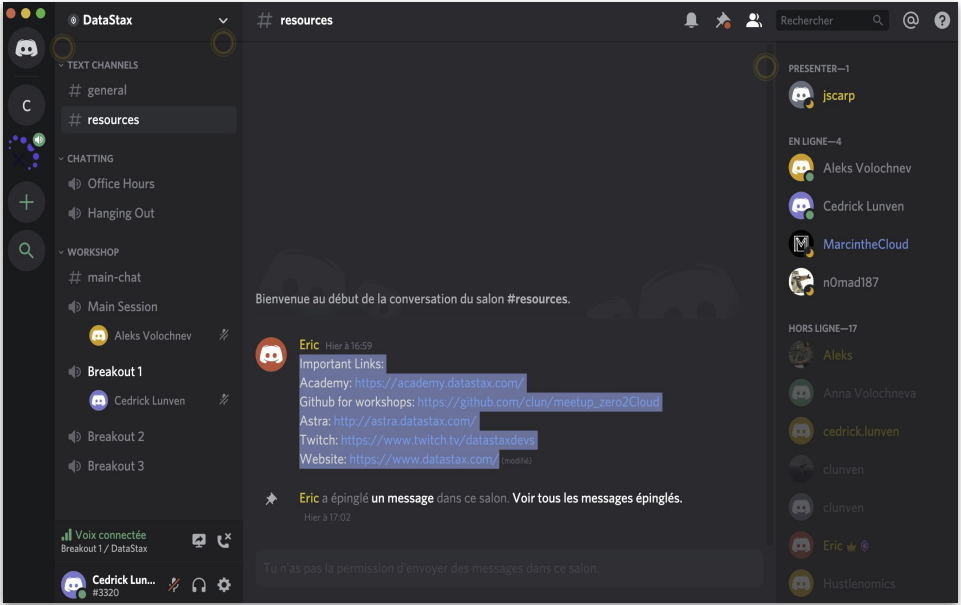 DataStax
TEXT CHANNELS
# general
# resources
CHATTING
Office Hours
Hanging Out
WORKSHOP
# main-chat
Main Session
Aleks Volochnev
Breakout 1
Cedrick Lunven
Breakout 2
Breakout 3
Voix connectée
Breakout 1 / DataStax
Cedrick Lun...
#3320
C
# resources
Rechercher
Bienvenue au début de la conversation du salon #resources.
Eric Hier à 16:59
Important Links:
Academy: https://academy.datastax.com/
Github for workshops: https://github.com/clun/meetup_zero2Cloud
Astra: http://astra.datastax.com/
Twitch: https://www.twitch.tv/datastaxdevs
Website: https://www.datastax.com/ (modifié)
Eric a épinglé un message dans ce salon. Voir tous les messages épinglés.
Hier à 17:02
Tu n'as pas la permission d'envoyer des messages dans ce salon.
PRESENTER—1
jscarp
EN LIGNE—4
Aleks Volochnev
Cedrick Lunven
MarcintheCloud
n0mad187
HORS LIGNE—17
Aleks
Anna Volochneva
cedrick.lunven
clunven
clunven
Eric
Hustlenomics